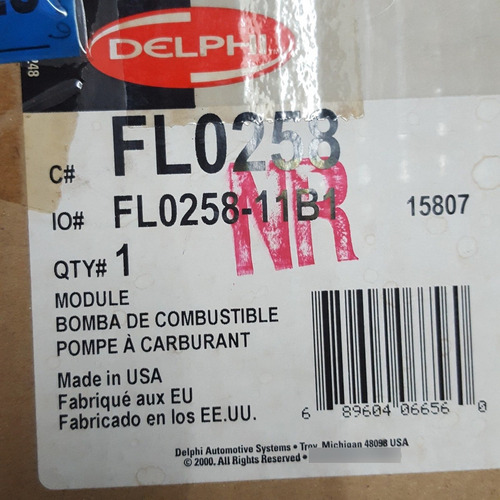 DELPHI
248
C# FL0258
NR
IO# FL0258-11B1 15807
QTY# 1
MODULE
BOMBA DE COMBUSTIBLE
POMPE À CARBURANT
Made in USA
Fabriqué aux EU
Fabricado en los EE.UU.
6 89604 06656 0
Delphi Automotive Systems • Troy, Michigan 48098 USA
© 2000. All Rights Reserved •